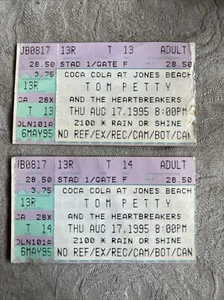 JB0817 13R T 13 ADULT
28.50 STAD 1/GATE F 28.50
3.75 COCA COLA AT JONES BEACH
13R TOM PETTY
CA 28X AND THE HEARTBREAKERS
T 13 THU AUG 17,1995 8:00PM
OLN101A 2100 * RAIN OR SHINE
6MAY95 NO REF/EX/REC/CAM/BOT/CAN/
JB0817 13R T 14 ADULT
28.50 STAD 1/GATE F 28.50
3.75 COCA COLA AT JONES BEACH
13R TOM PETTY
CA 28X AND THE HEARTBREAKERS
T 14 THU AUG 17,1995 8:00PM
OLN101A 2100 * RAIN OR SHINE
6MAY95 NO REF/EX/REC/CAM/BOT/CAN/